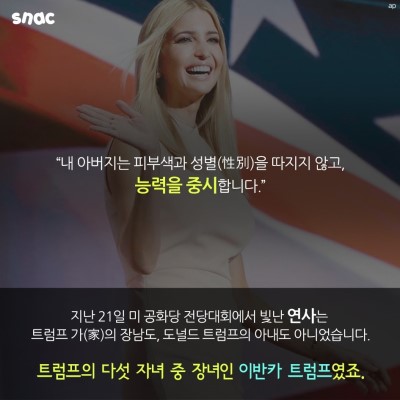 snac
ap
“내 아버지는 피부색과 성별(性別)을 따지지 않고,
능력을 중시합니다.”
지난 21일 미 공화당 전당대회에서 빛난 연사는
트럼프 가(家)의 장남도, 도널드 트럼프의 아내도 아니었습니다.
트럼프의 다섯 자녀 중 장녀인 이반카 트럼프였죠.